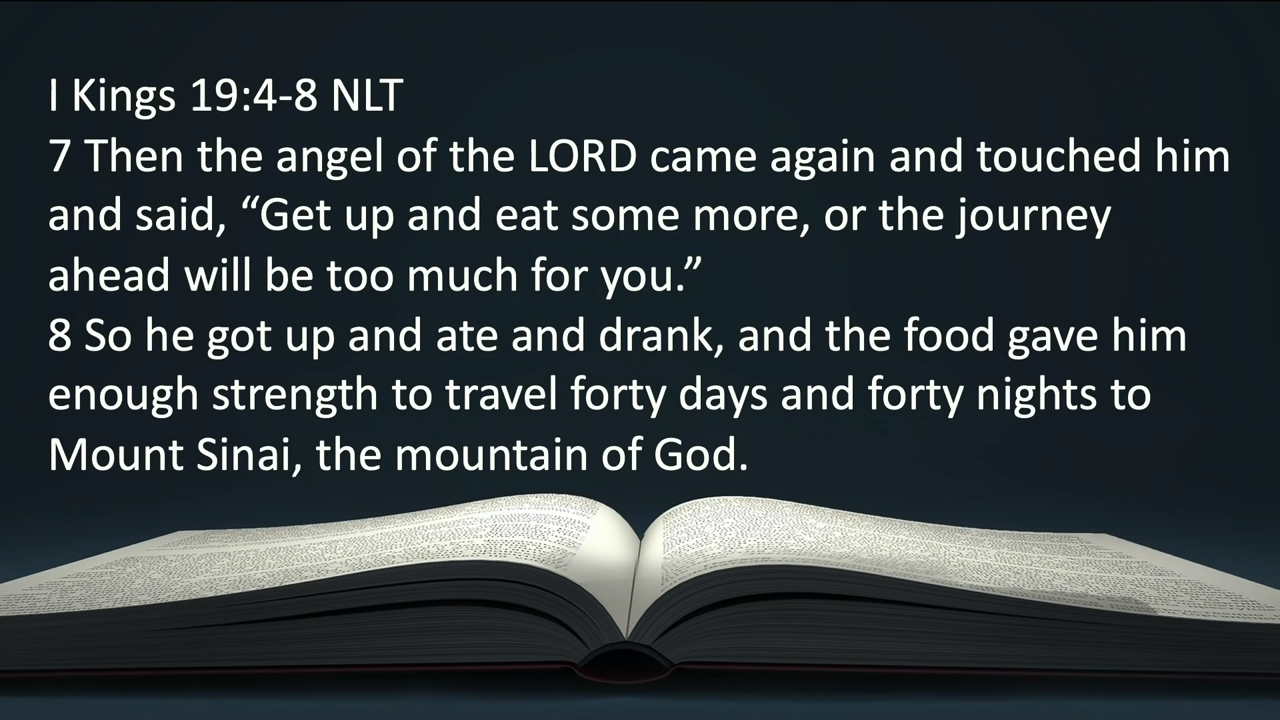 I Kings 19:4-8 NLT
7 Then the angel of the LORD came again and touched him
and said, “Get up and eat some more, or the journey
ahead will be too much for you.”
8 So he got up and ate and drank, and the food gave him
enough strength to travel forty days and forty nights to
Mount Sinai, the mountain of God.